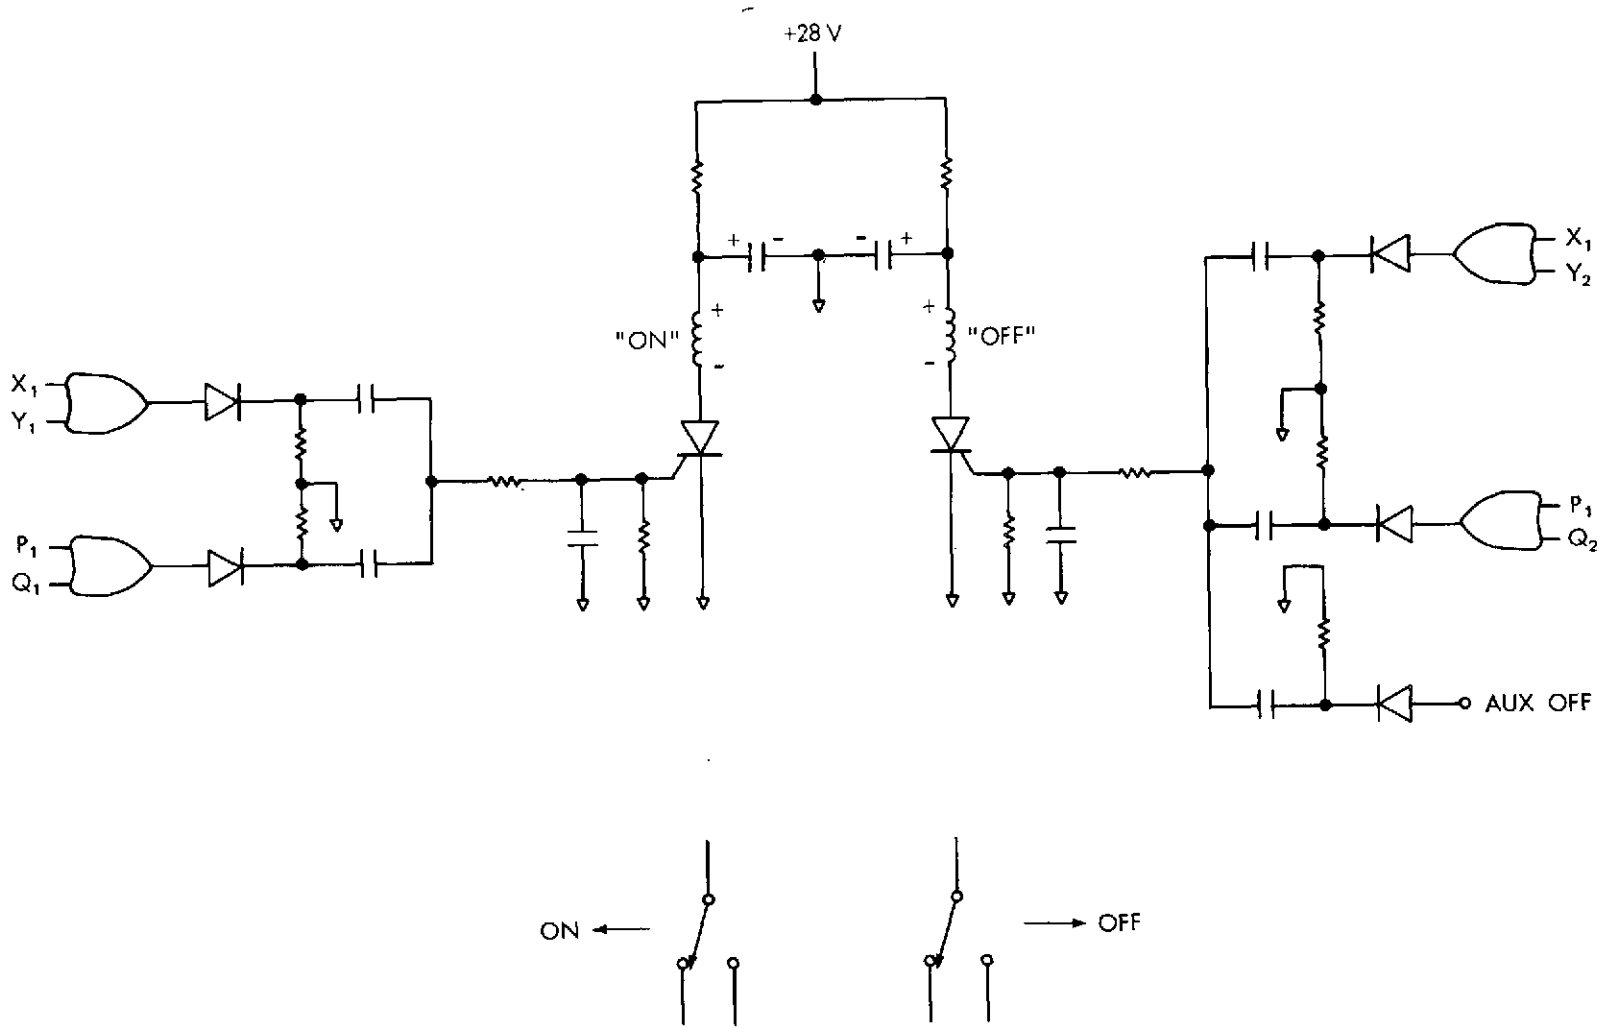 +28 V
+ -
- +
+
-
"ON"
+
-
"OFF"
X₁
Y₁
P₁
Q₁
X₁
Y₂
P₁
Q₂
AUX OFF
ON
OFF